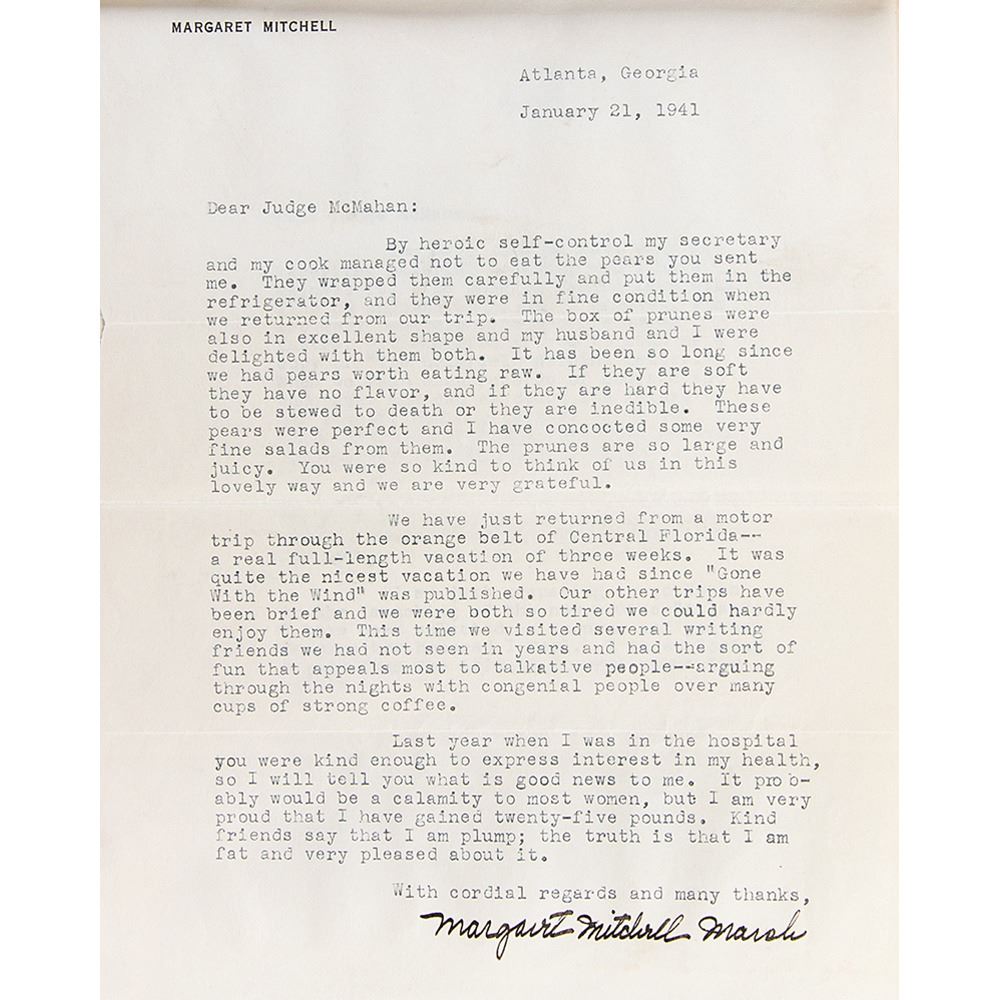 MARGARET MITCHELL
Atlanta, Georgia
January 21, 1941
Dear Judge McMahan:
By heroic self-control my secretary
and my cook managed not to eat the pears you sent
me. They wrapped them carefully and put them in the
refrigerator, and they were in fine condition when
we returned from our trip. The box of prunes were
also in excellent shape and my husband and I were
delighted with them both. It has been so long since
we had pears worth eating raw. If they are soft
they have no flavor, and if they are hard they have
to be stewed to death or they are inedible. These
pears were perfect and I have concocted some very
fine salads from them. The prunes are so large and
juicy. You were so kind to think of us in this
lovely way and we are very grateful.
We have just returned from a motor
trip through the orange belt of Central Florida--
a real full-length vacation of three weeks. It was
quite the nicest vacation we have had since "Gone
With the Wind" was published. Our other trips have
been brief and we were both so tired we could hardly
enjoy them. This time we visited several writing
friends we had not seen in years and had the sort of
fun that appeals most to talkative people--arguing
through the nights with congenial people over many
cups of strong coffee.
Last year when I was in the hospital
you were kind enough to express interest in my health,
so I will tell you what is good news to me. It prob-
ably would be a calamity to most women, but I am very
proud that I have gained twenty-five pounds. Kind
friends say that I am plump; the truth is that I am
fat and very pleased about it.
With cordial regards and many thanks,
Margaret Mitchell Marsh